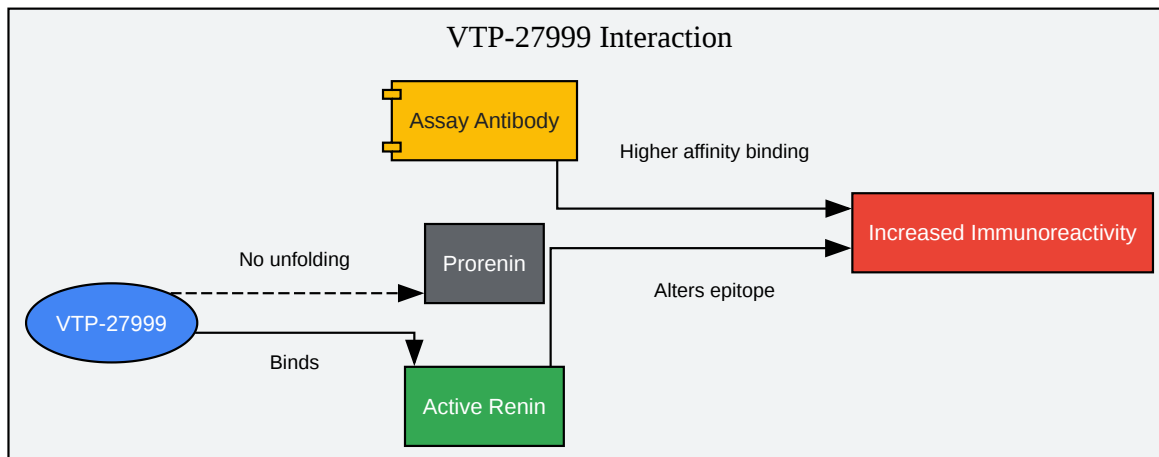 VTP-27999 Interaction
Assay Antibody
Higher affinity binding
Increased Immunoreactivity
No unfolding
Prorenin
Alters epitope
VTP-27999
Binds
Active Renin